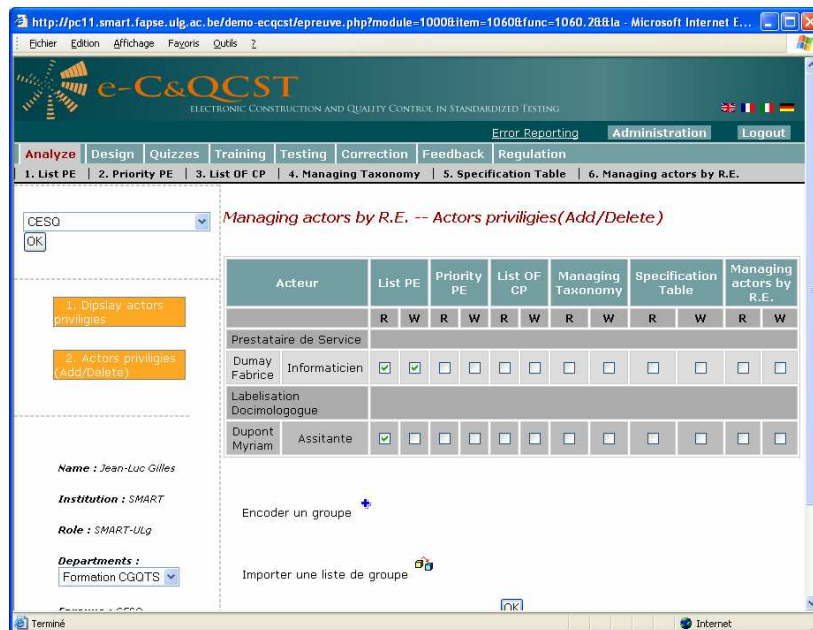 http://pc11.smart.fapse.ulg.ac.be/demo-ecqcst/epreuve.php?module=1000&item=1060&func=1060.2&&la - Microsoft Internet E...
Fichier Edition Affichage Favoris Outils ?
e-C&QCST
ELECTRONIC CONSTRUCTION AND QUALITY CONTROL IN STANDARDIZED TESTING
Error Reporting Administration Logout
Analyze Design Quizzes Training Testing Correction Feedback Regulation
1. List PE | 2. Priority PE | 3. List OF CP | 4. Managing Taxonomy | 5. Specification Table | 6. Managing actors by R.E.
CESQ
OK
1. Dipslay actors
priviligies
2. Actors priviligies
(Add/Delete)
Name : Jean-Luc Gilles
Institution : SMART
Role : SMART-ULg
Departments :
Formation CGQTS
Managing actors by R.E. -- Actors priviligies(Add/Delete)
Acteur List PE Priority PE List OF CP Managing Taxonomy Specification Table Managing actors by R.E.
R W R W R W R W R W R W
Prestataire de Service
Dumay Fabrice Informaticien
Labelisation
Docimologogue
Dupont Myriam Assitante
Encoder un groupe
Importer une liste de groupe
OK
Terminé Internet